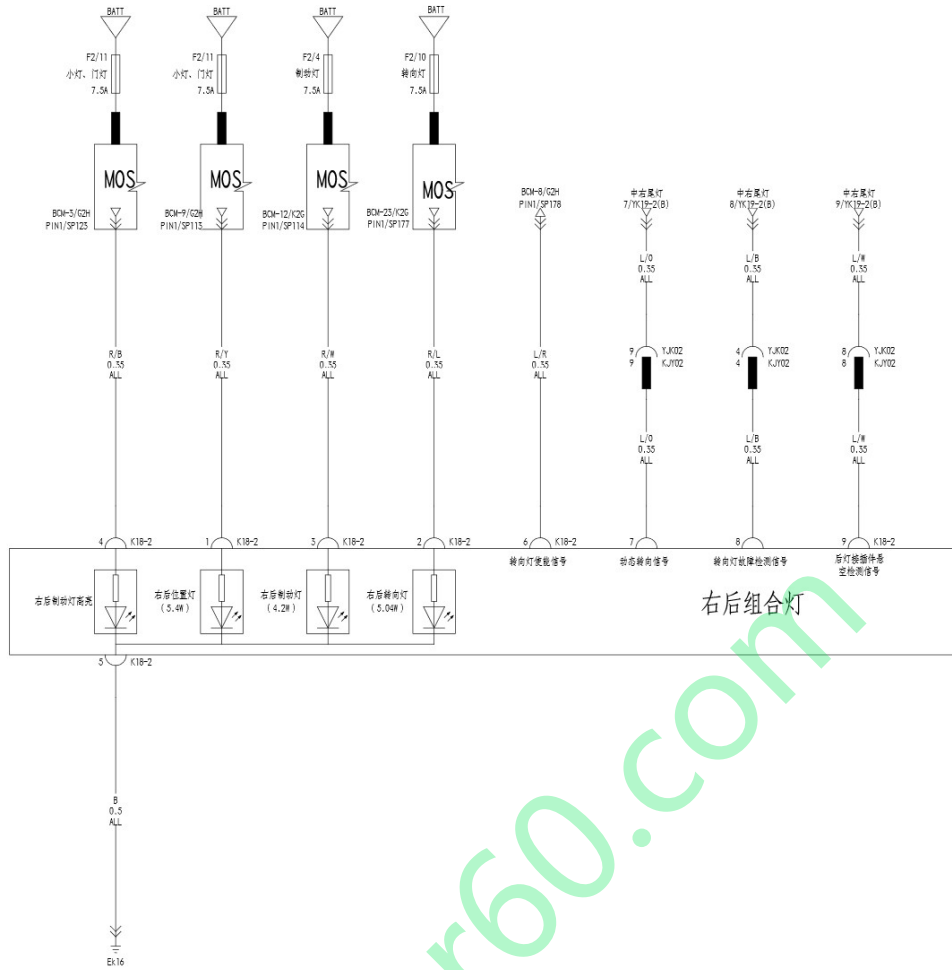 BATT
BATT
BATT
BATT
F2/11
小灯、门灯
7.5A
F2/11
小灯、门灯
7.5A
F2/4
制动灯
7.5A
F2/10
转向灯
7.5A
MOS
MOS
MOS
MOS
BCM-3/G2H
PIN1/SP123
BCM-9/G2H
PIN1/SP113
BCM-12/K2G
PIN1/SP114
BCM-23/K2G
PIN1/SP177
BCM-8/G2H
PIN1/SP178
中右尾灯
7/YK19-2(B)
中右尾灯
8/YK19-2(B)
中右尾灯
9/YK19-2(B)
L/O
0.35
ALL
L/B
0.35
ALL
L/W
0.35
ALL
R/B
0.35
ALL
R/Y
0.35
ALL
R/W
0.35
ALL
R/L
0.35
ALL
L/R
0.35
ALL
9 YJK02
9 KJY02
4 YJK02
4 KJY02
8 YJK02
8 KJY02
L/O
0.35
ALL
L/B
0.35
ALL
L/W
0.35
ALL
4 K18-2
1 K18-2
3 K18-2
2 K18-2
6 K18-2
7
8
9 K18-2
转向灯使能信号
动态转向信号
转向灯故障检测信号
后灯接插件悬
空检测信号
右后制动灯高亮
右后位置灯
(5.4W)
右后制动灯
(4.2W)
右后转向灯
(5.04W)
右后组合灯
5 K18-2
B
0.5
ALL
Ek16
r60.com